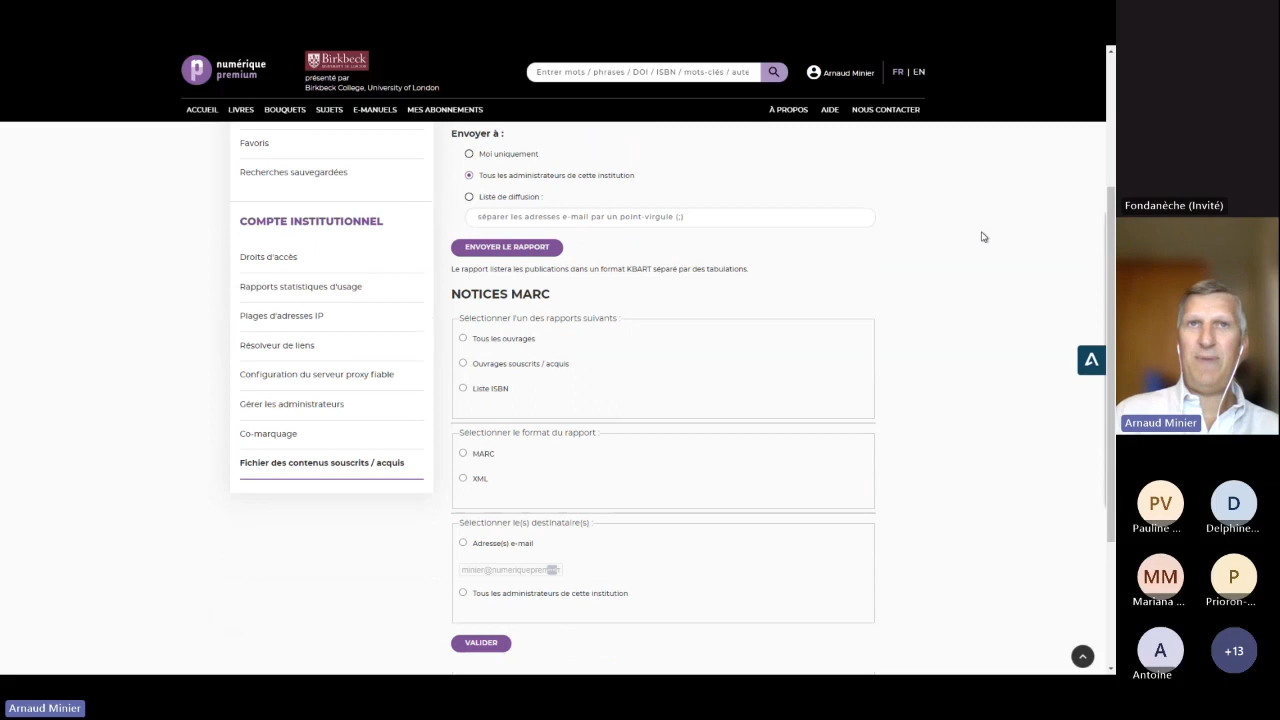 numérique
premium
Birkbeck
UNIVERSITY OF LONDON
présenté par
Birkbeck College, University of London
Entrer mots / phrases / DOI / ISBN / mots-clés / aute
Arnaud Minier
FR | EN
ACCUEIL LIVRES BOUQUETS SUJETS E-MANUELS MES ABONNEMENTS
À PROPOS AIDE NOUS CONTACTER
Favoris
Recherches sauvegardées
COMPTE INSTITUTIONNEL
Droits d'accès
Rapports statistiques d'usage
Plages d'adresses IP
Résolveur de liens
Configuration du serveur proxy fiable
Gérer les administrateurs
Co-marquage
Fichier des contenus souscrits / acquis
Envoyer à :
Moi uniquement
Tous les administrateurs de cette institution
Liste de diffusion :
séparer les adresses e-mail par un point-virgule (;)
ENVOYER LE RAPPORT
Le rapport listera les publications dans un format KBART séparé par des tabulations.
NOTICES MARC
Sélectionner l'un des rapports suivants :
Tous les ouvrages
Ouvrages souscrits / acquis
Liste ISBN
Sélectionner le format du rapport :
MARC
XML
Sélectionner le(s) destinataire(s) :
Adresse(s) e-mail
minier@numeriqueprem
Tous les administrateurs de cette institution
VALIDER
Fondanèche (Invité)
Arnaud Minier
PV
Pauline ...
D
Delphine...
MM
Mariana ...
P
Prioron-...
A
Antoine
+13
Arnaud Minier